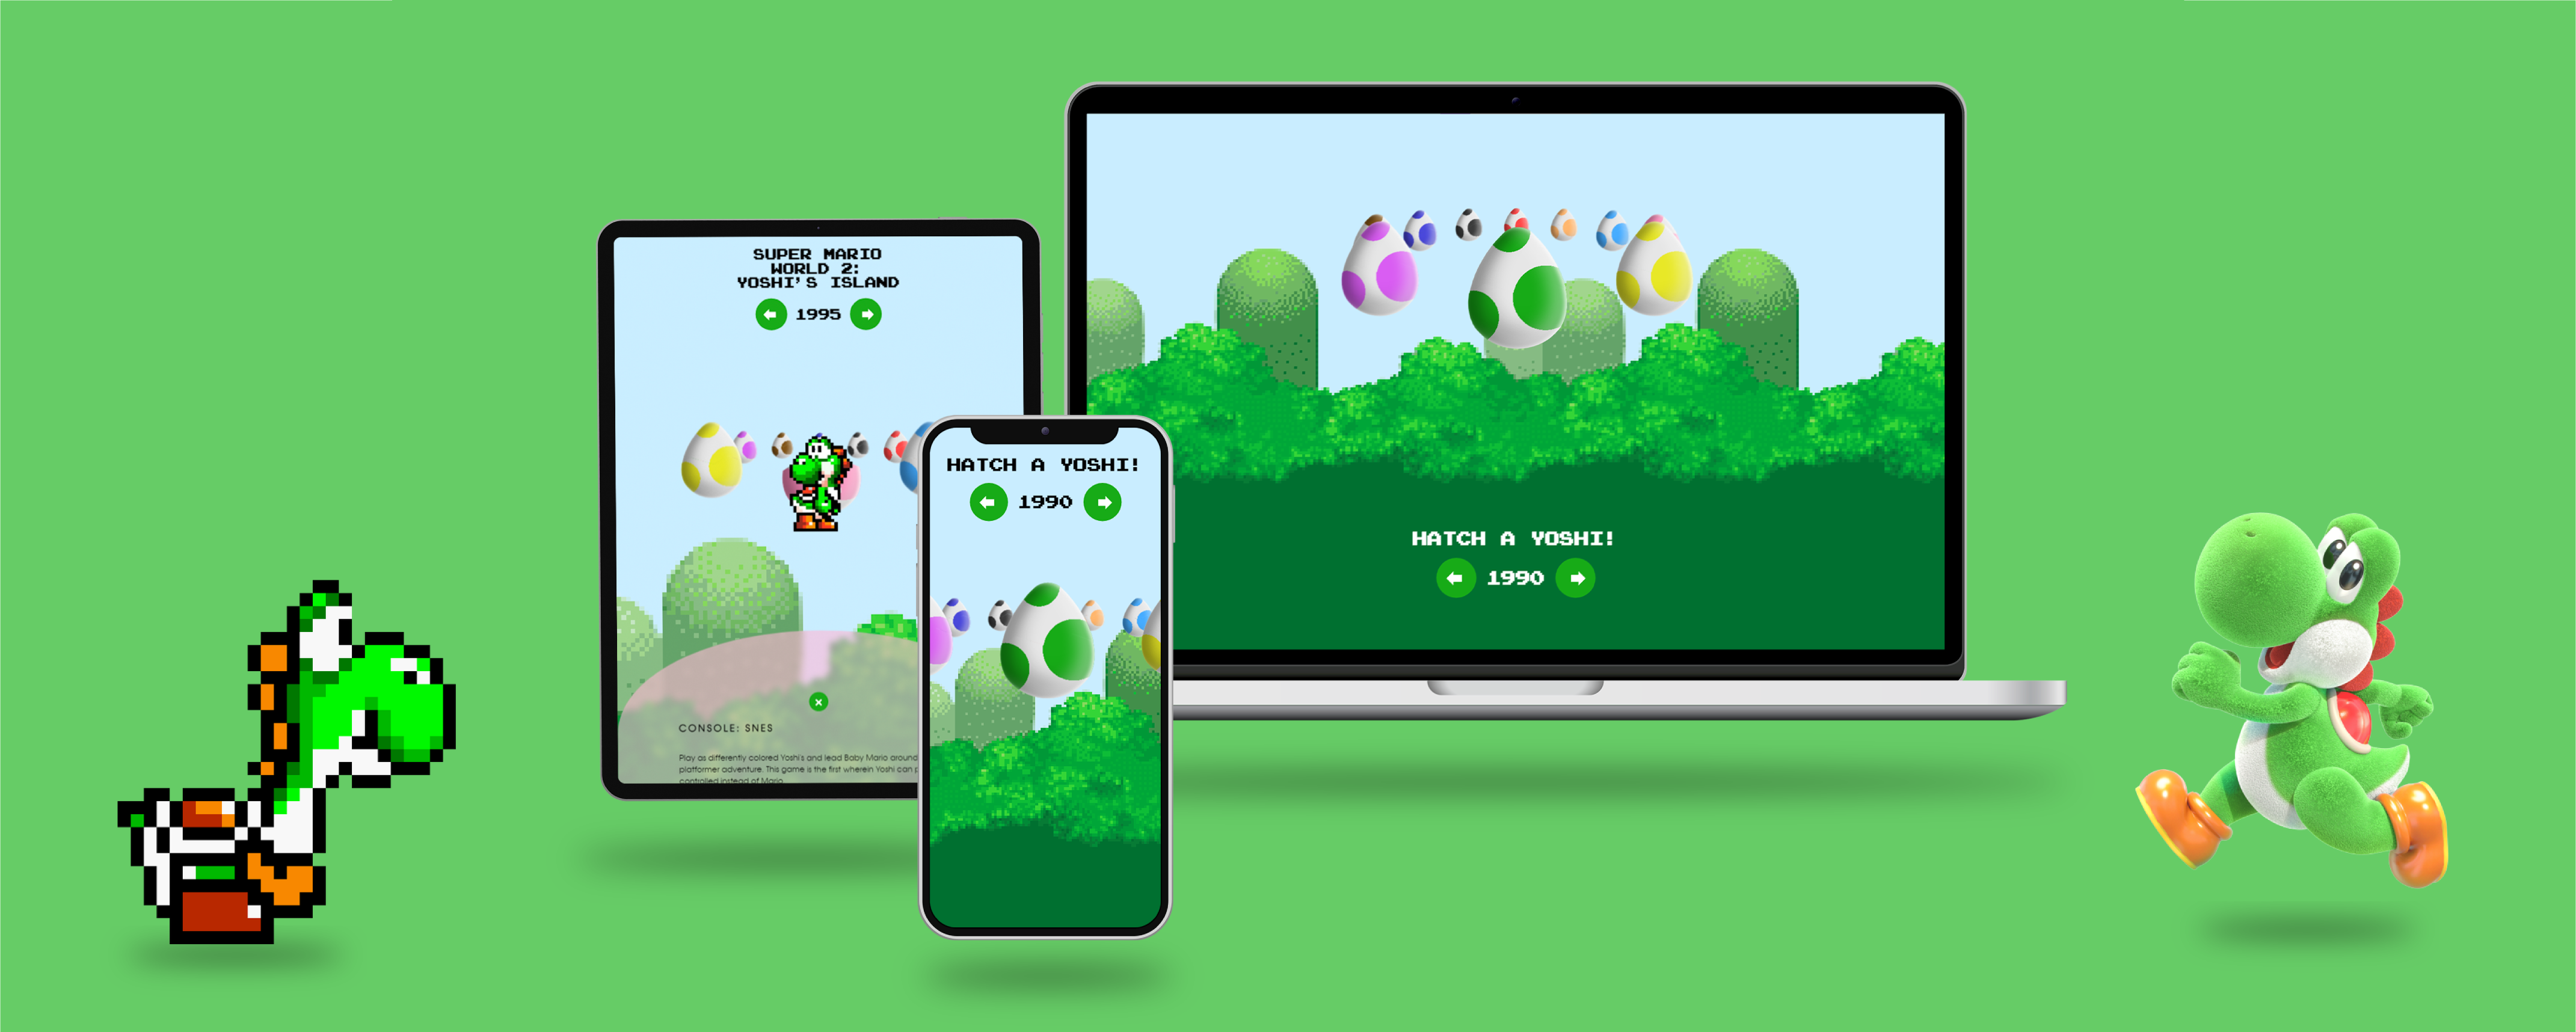 SUPER MARIO
WORLD 2:
YOSHI'S ISLAND
1995
CONSOLE: SNES
Play as differently colored Yoshi's and lead Baby Mario around
platformer adventure. This game is the first wherein Yoshi can
controlled instead of Mario
HATCH A YOSHI!
1990
HATCH A YOSHI!
1990